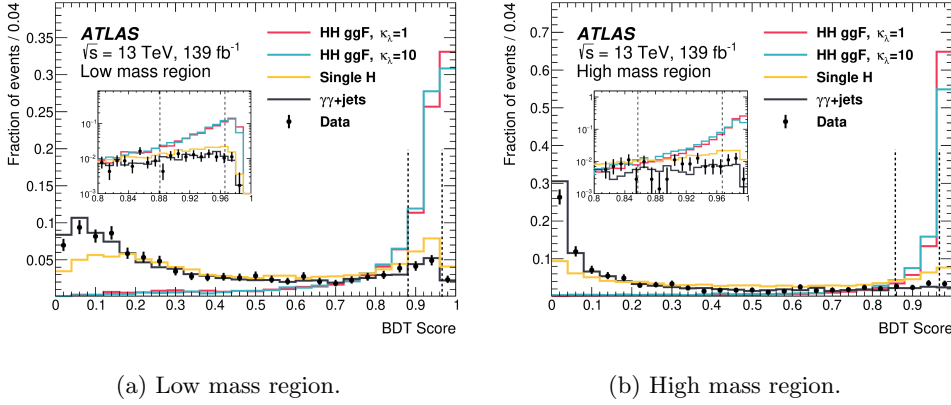 ATLAS
√s = 13 TeV, 139 fb⁻¹
Low mass region
HH ggF, κλ=1
HH ggF, κλ=10
Single H
γγ+jets
Data
Fraction of events / 0.04
0.35
0.3
0.25
0.2
0.15
0.1
0.05
10⁻¹
10⁻²
10⁻³
0.8 0.84 0.88 0.92 0.96 1
0 0.1 0.2 0.3 0.4 0.5 0.6 0.7 0.8 0.9 1
BDT Score
(a) Low mass region.
ATLAS
√s = 13 TeV, 139 fb⁻¹
High mass region
HH ggF, κλ=1
HH ggF, κλ=10
Single H
γγ+jets
Data
Fraction of events / 0.04
0.7
0.6
0.5
0.4
0.3
0.2
0.1
1
10⁻¹
10⁻²
10⁻³
0.8 0.84 0.88 0.92 0.96 1
0 0.1 0.2 0.3 0.4 0.5 0.6 0.7 0.8 0.9 1
BDT Score
(b) High mass region.